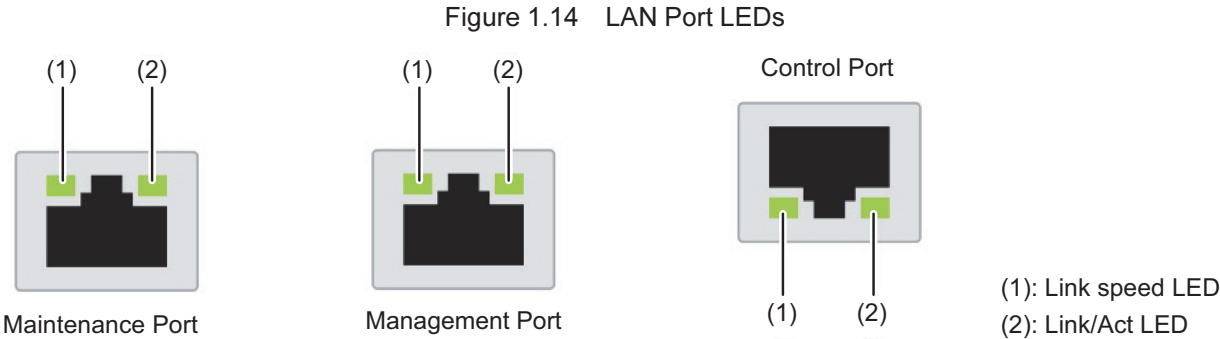 Figure 1.14 LAN Port LEDs
(1) (2)
Maintenance Port
(1) (2)
Management Port
Control Port
(1) (2)
(1): Link speed LED
(2): Link/Act LED